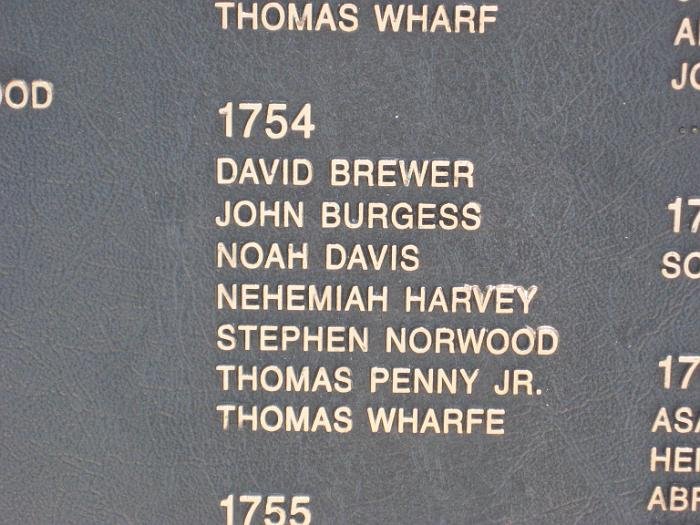 THOMAS WHARF
1754
DAVID BREWER
JOHN BURGESS
NOAH DAVIS
NEHEMIAH HARVEY
STEPHEN NORWOOD
THOMAS PENNY JR.
THOMAS WHARFE
1755